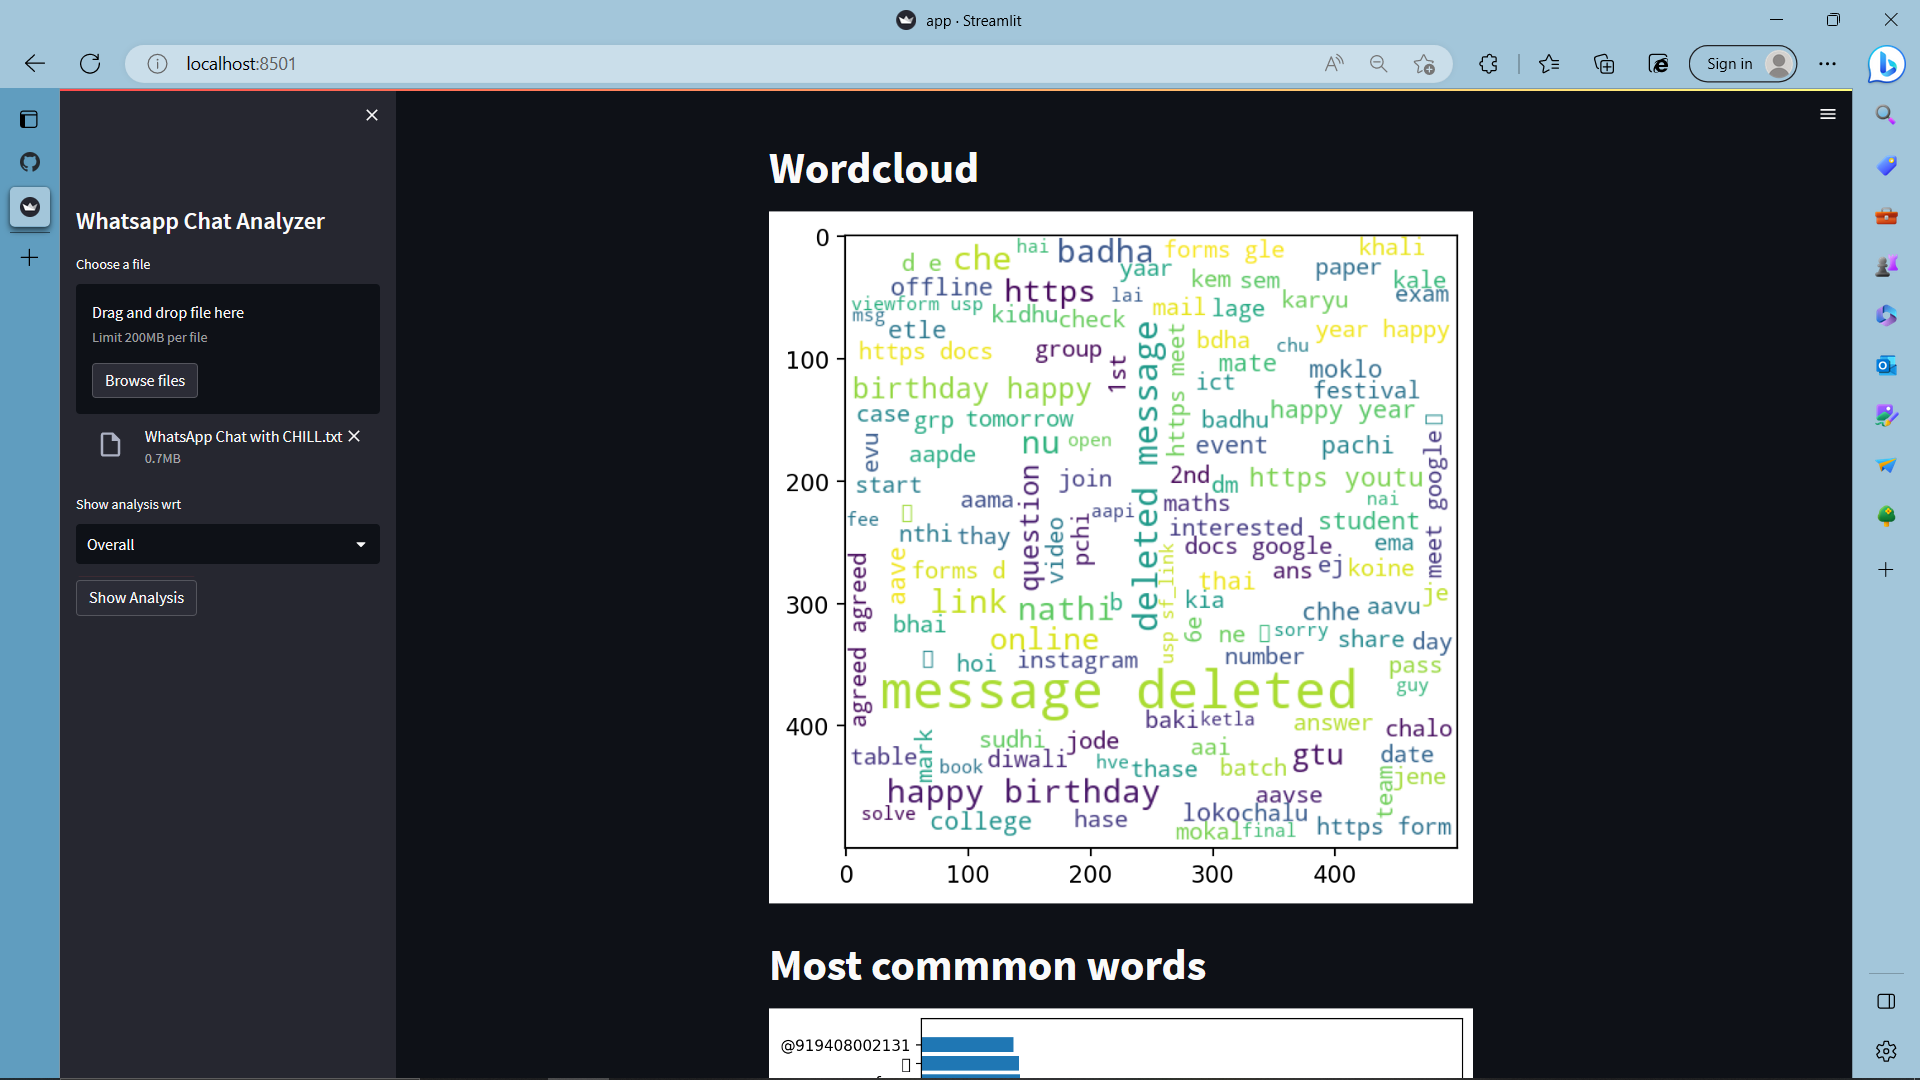 app · Streamlit
localhost:8501
Sign in
Whatsapp Chat Analyzer
Choose a file
Drag and drop file here
Limit 200MB per file
Browse files
WhatsApp Chat with CHILL.txt
0.7MB
Show analysis wrt
Overall
Show Analysis
Wordcloud
0
100
200
300
400
0 100 200 300 400
d e che hai badha forms gle khali
yaar paper
offline https lai kem sem kale
exam
viewform usp kidhu check mail lage karyu
msg
etle year happy
https docs group bdha chu
1st
deleted message
https meet
mate moklo
birthday happy ict festival
case grp tomorrow badhu happy year
evu
nu open event pachi
aapde
meet google
start join 2nd dm https youtu
question
aama aapi maths nai
fee
nthi thay video pchi interested student
docs google ema
aave
forms d thai ans ej koine
agreed agreed
link nathi b kia chhe aavu je
usp sf_link
bhai 6e ne sorry share day
online
hoi instagram number pass
guy
message deleted
baki ketla answer chalo
mark
sudhi jode aai gtu date
table book diwali hve thase batch jene
team
happy birthday aavse
solve college hase lokochalu
mokal final https form
Most commmon words
@919408002131